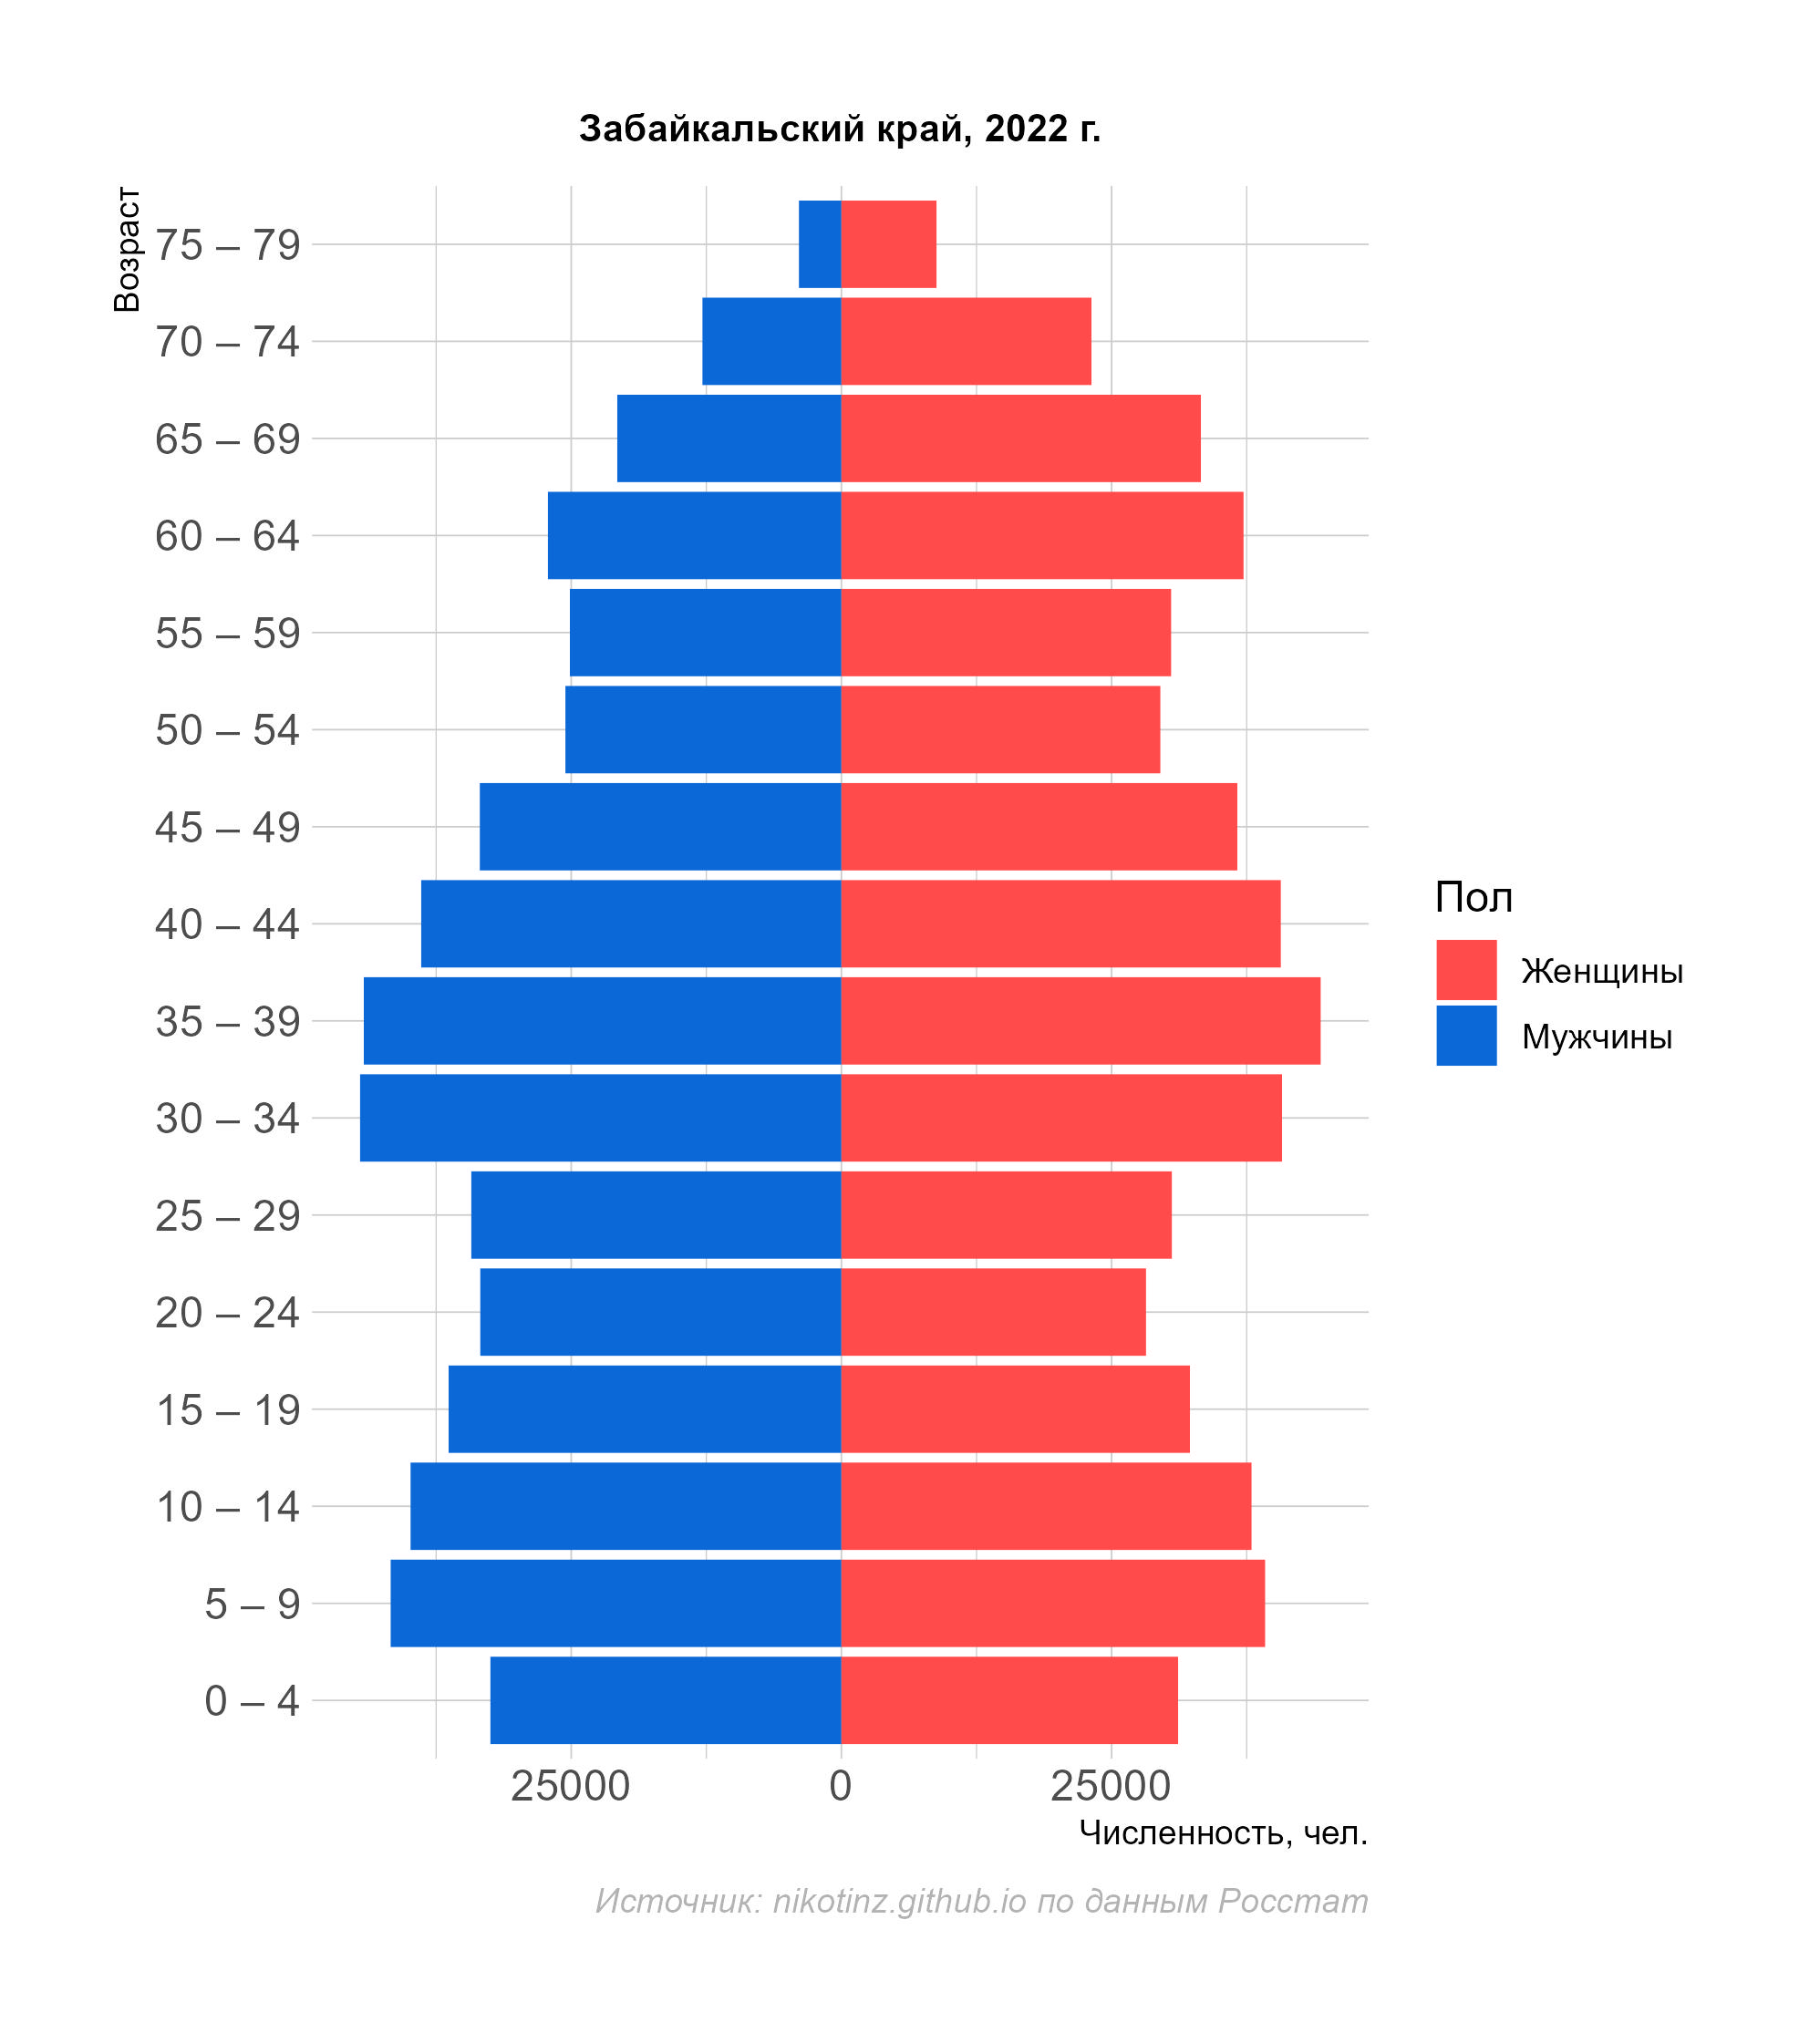 Забайкальский край, 2022 г.
Возраст
75 – 79
70 – 74
65 – 69
60 – 64
55 – 59
50 – 54
45 – 49
40 – 44
35 – 39
30 – 34
25 – 29
20 – 24
15 – 19
10 – 14
5 – 9
0 – 4
25000 0 25000
Численность, чел.
Пол
Женщины
Мужчины
Источник: nikotinz.github.io по данным Росстат